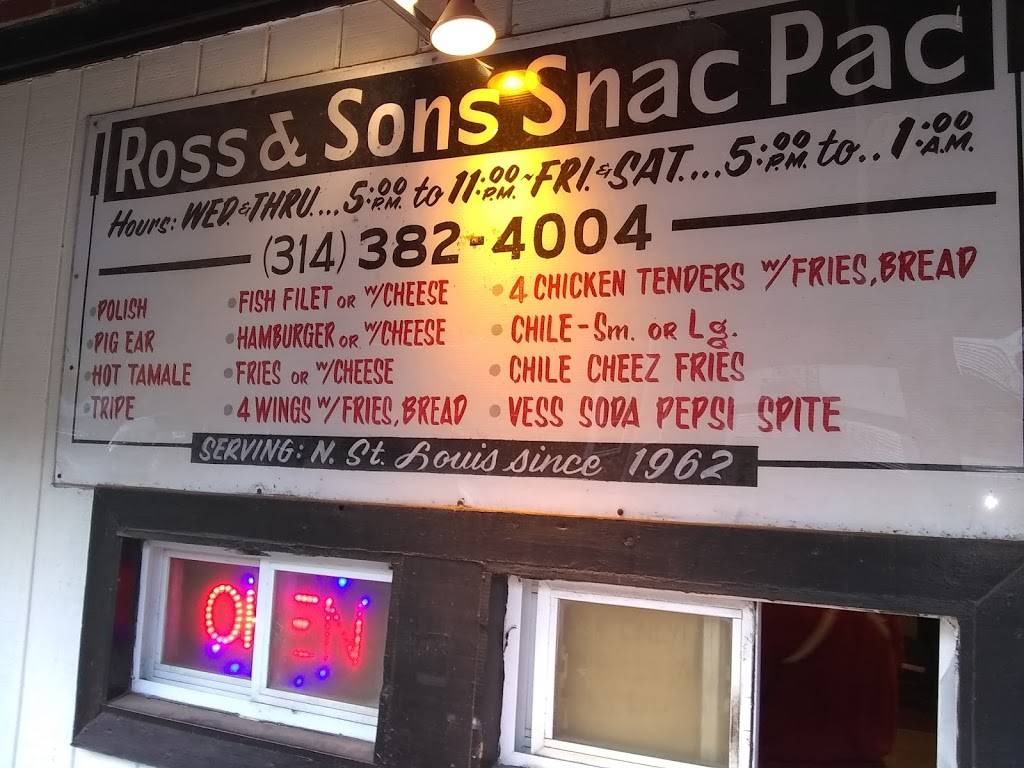 Ross & Sons Snac Pac
Hours: WED. & THRU.... 5:00 P.M. to 11:00 P.M. ~ FRI. & SAT.... 5:00 P.M. to.. 1:00 A.M.
(314) 382-4004
• POLISH
• PIG EAR
• HOT TAMALE
• TRIPE
• FISH FILET OR W/CHEESE
• HAMBURGER OR W/CHEESE
• FRIES OR W/CHEESE
• 4 WINGS W/FRIES, BREAD
• 4 CHICKEN TENDERS W/FRIES, BREAD
• CHILE - Sm. OR Lg.
• CHILE CHEEZ FRIES
• VESS SODA PEPSI SPITE
SERVING: N. St. Louis since 1962
OPEN